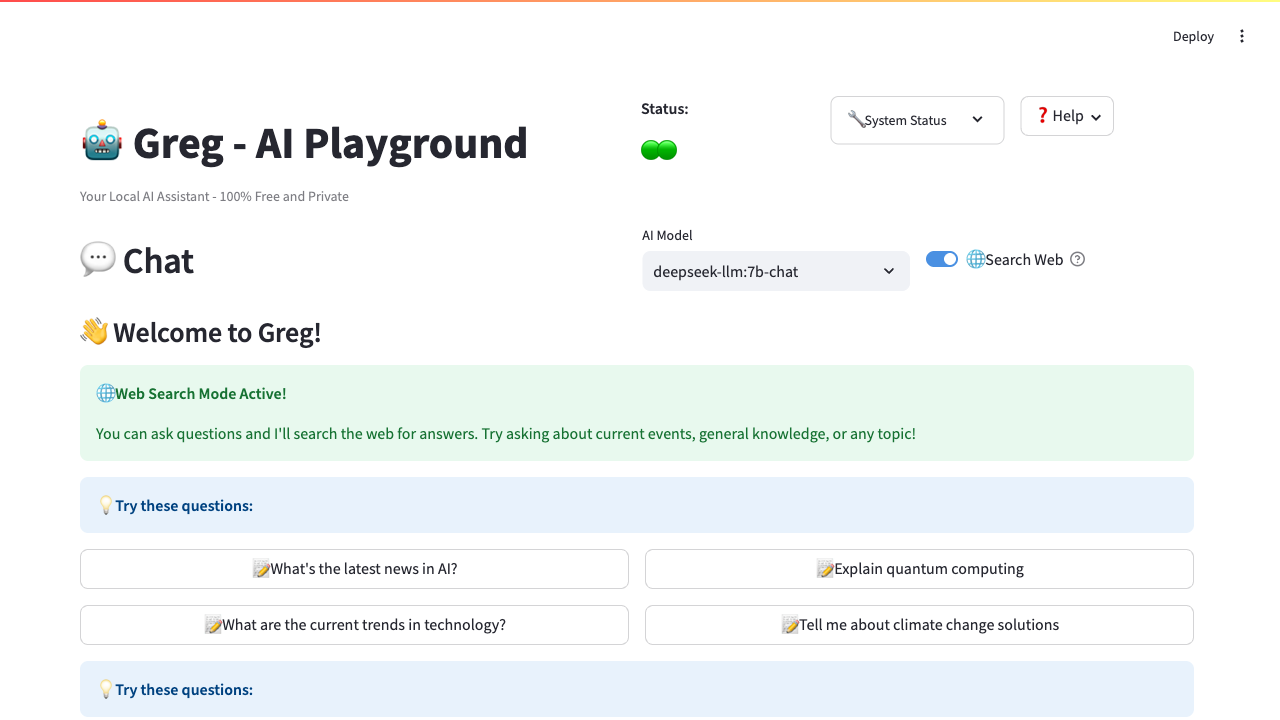 Deploy
Greg - AI Playground
Your Local AI Assistant - 100% Free and Private
Status:
System Status
Help
Chat
AI Model
deepseek-llm:7b-chat
Search Web
Welcome to Greg!
Web Search Mode Active!
You can ask questions and I'll search the web for answers. Try asking about current events, general knowledge, or any topic!
Try these questions:
What's the latest news in AI?
Explain quantum computing
What are the current trends in technology?
Tell me about climate change solutions
Try these questions: